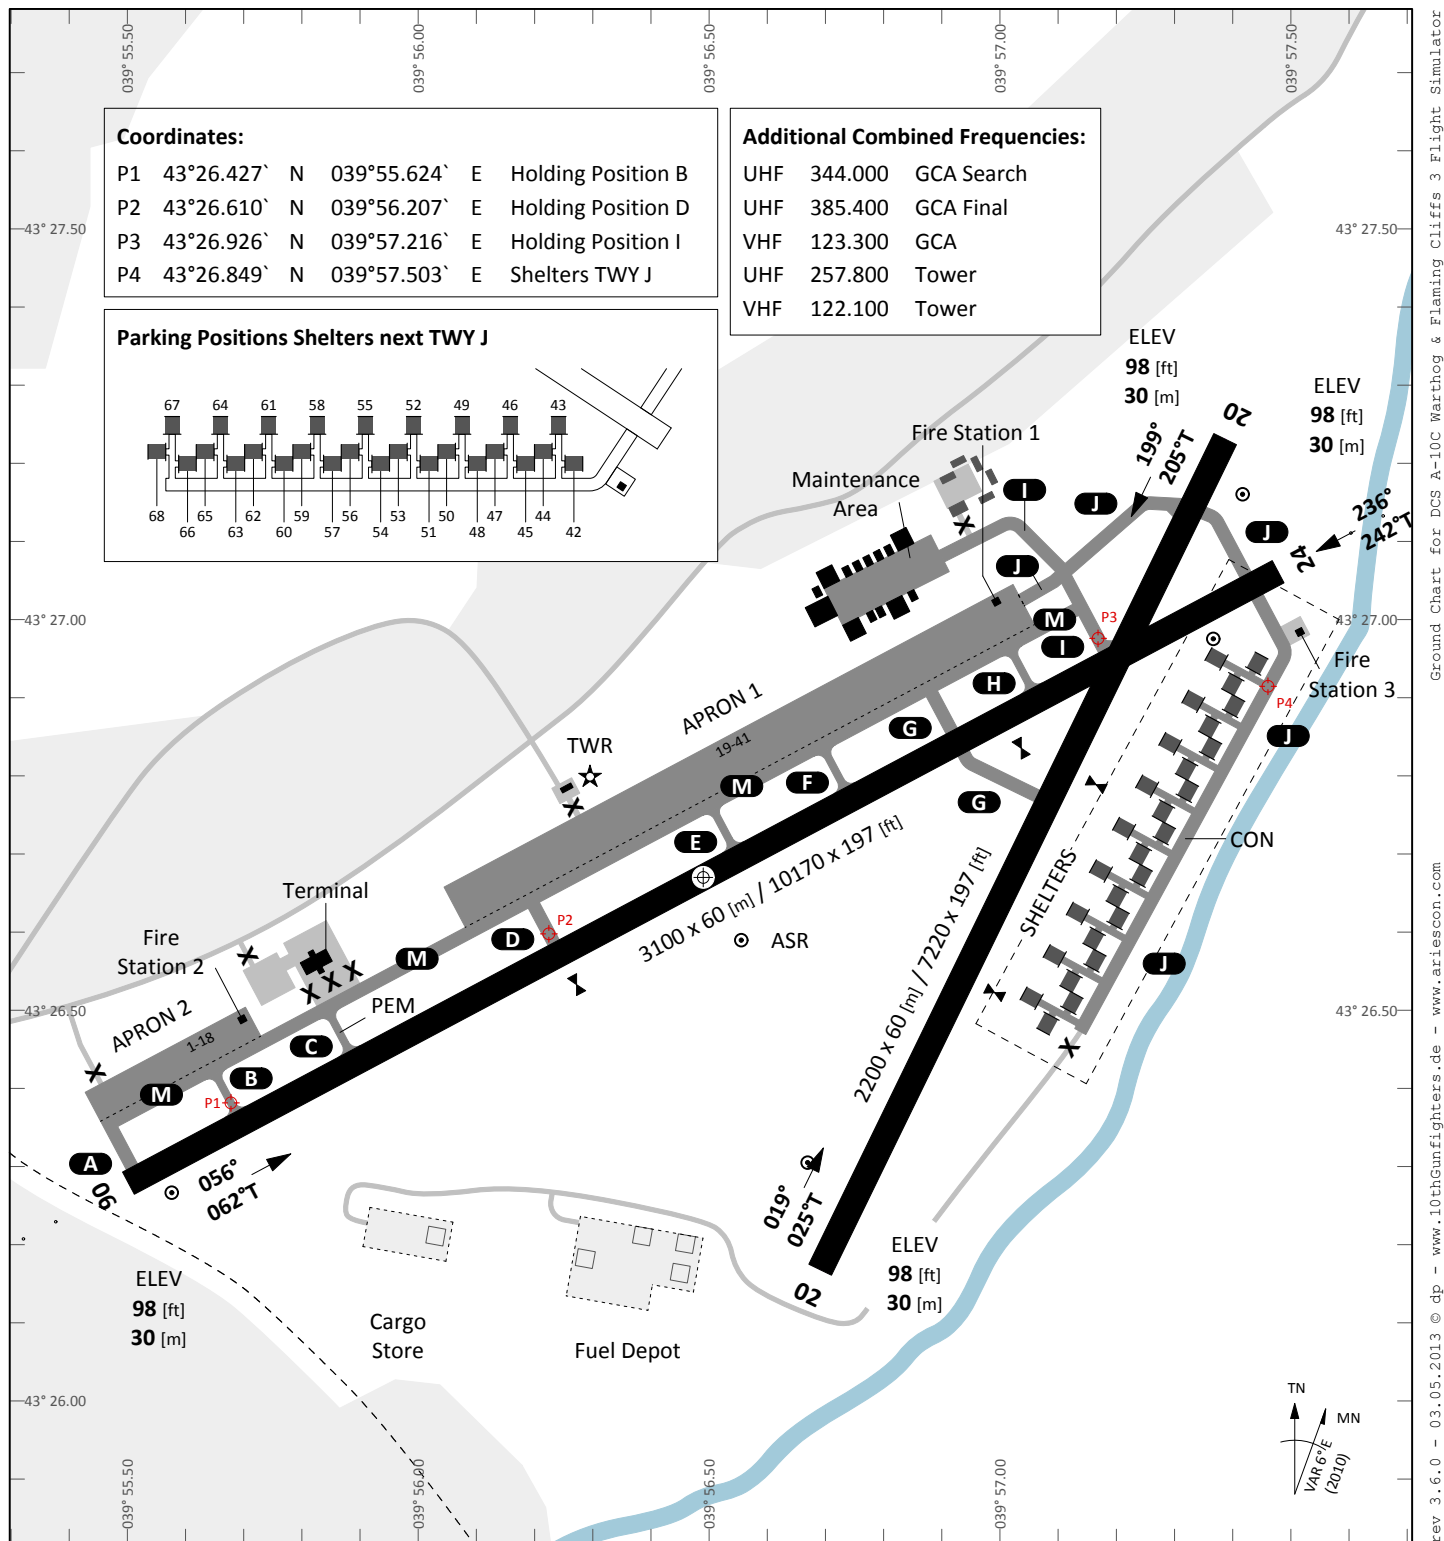 039° 55.50
039° 56.00
039° 56.50
039° 57.00
039° 57.50
Coordinates:
P1 43°26.427` N 039°55.624` E Holding Position B
P2 43°26.610` N 039°56.207` E Holding Position D
P3 43°26.926` N 039°57.216` E Holding Position I
P4 43°26.849` N 039°57.503` E Shelters TWY J
Additional Combined Frequencies:
UHF 344.000 GCA Search
UHF 385.400 GCA Final
VHF 123.300 GCA
UHF 257.800 Tower
VHF 122.100 Tower
43° 27.50
43° 27.50
Parking Positions Shelters next TWY J
67 64 61 58 55 52 49 46 43
68 66 65 63 62 60 59 57 56 54 53 51 50 48 47 45 44 42
ELEV
98 [ft]
30 [m]
ELEV
98 [ft]
30 [m]
20
199°
205°T
236°
242°T
24
Fire Station 1
Maintenance
Area
I
J
J
J
M
P3
I
H
43° 27.00
43° 27.00
Fire
Station 3
P4
J
APRON 1
19-41
TWR
M
F
G
G
E
3100 x 60 [m] / 10170 x 197 [ft]
CON
SHELTERS
Terminal
P2
D
ASR
M
Fire
Station 2
J
PEM
43° 26.50
43° 26.50
APRON 2
1-18
C
B
M
P1
2200 x 60 [m] / 7220 x 197 [ft]
A
06
056°
062°T
019°
025°T
02
ELEV
98 [ft]
30 [m]
ELEV
98 [ft]
30 [m]
Cargo
Store
Fuel Depot
43° 26.00
TN
MN
VAR 6°/E
(2010)
039° 55.50
039° 56.00
039° 56.50
039° 57.00
Ground Chart for DCS A-10C Warthog & Flaming Cliffs 3 Flight Simulator
rev 3.6.0 - 03.05.2013 © dp - www.10thGunfighters.de - www.ariescon.com